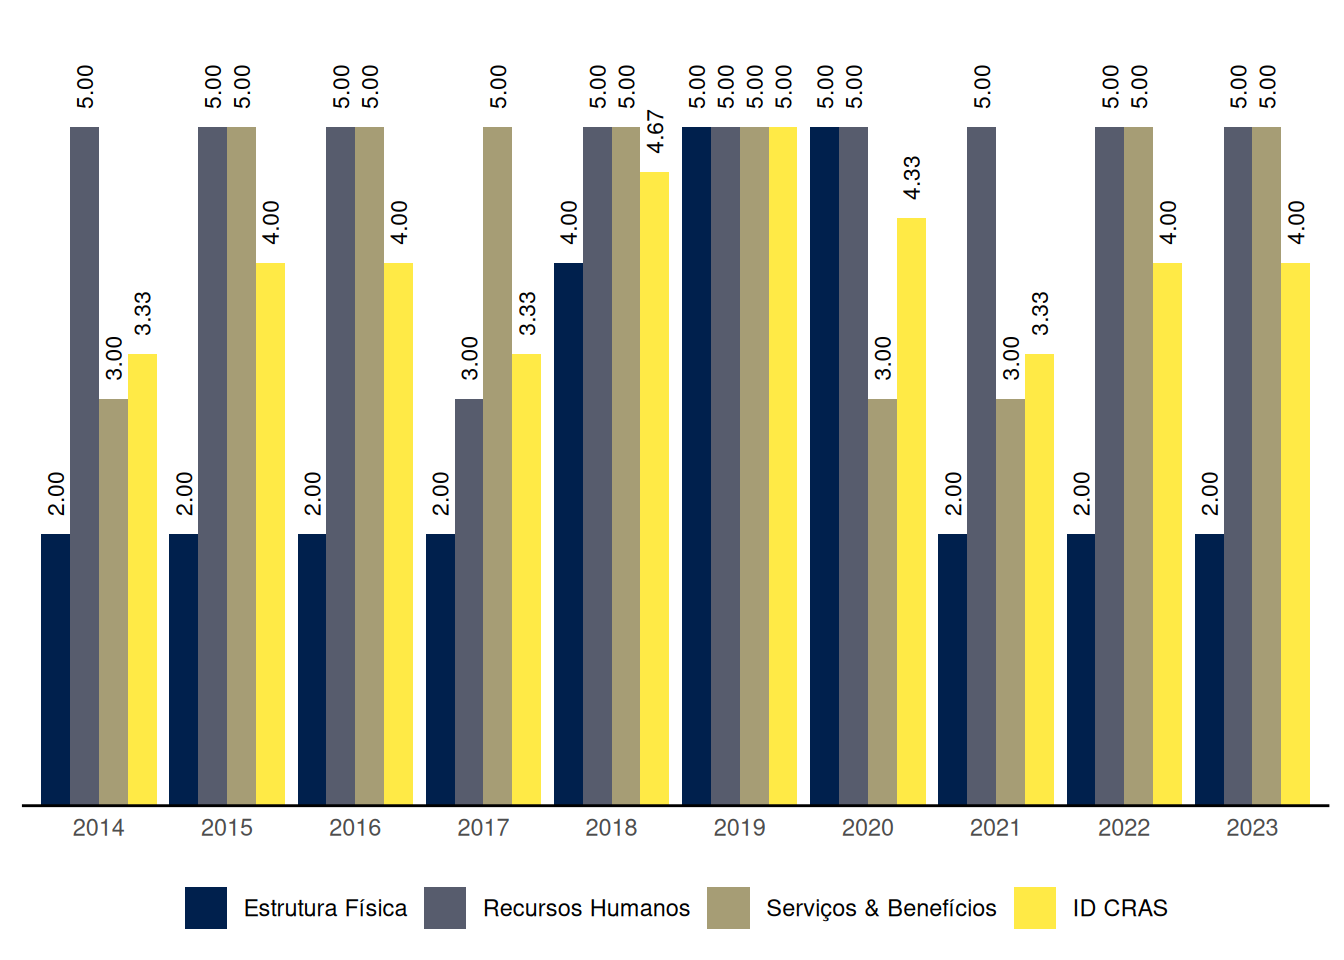 2.00 5.00 3.00 3.33 2.00 5.00 5.00 4.00 2.00 5.00 5.00 4.00 2.00 3.00 5.00 3.33 4.00 5.00 5.00 4.67 5.00 5.00 5.00 5.00 5.00 5.00 3.00 4.33 2.00 5.00 3.00 3.33 2.00 5.00 5.00 4.00 2.00 5.00 5.00 4.00
2014 2015 2016 2017 2018 2019 2020 2021 2022 2023
Estrutura Física Recursos Humanos Serviços & Benefícios ID CRAS